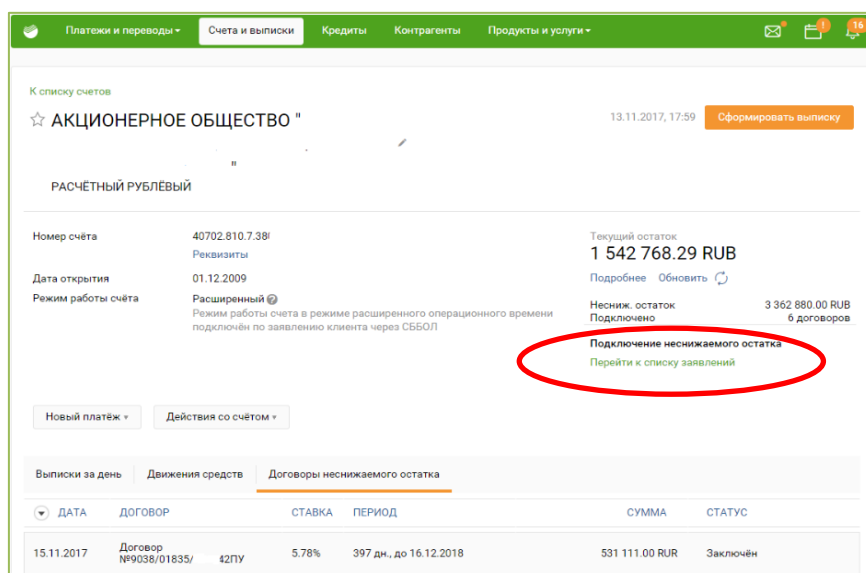 Платежи и переводы Счета и выписки Кредиты Контрагенты Продукты и услуги ! 16
К списку счетов
АКЦИОНЕРНОЕ ОБЩЕСТВО " 13.11.2017, 17:59 Сформировать выписку
"
РАСЧЁТНЫЙ РУБЛЁВЫЙ
Номер счёта 40702.810.7.38 Текущий остаток
Реквизиты 1 542 768.29 RUB
Дата открытия 01.12.2009 Подробнее Обновить
Режим работы счёта Расширенный ?
Режим работы счета в режиме расширенного операционного времени
подключён по заявлению клиента через СББОЛ
Несниж. остаток 3 362 880.00 RUB
Подключено 6 договоров
Подключение неснижаемого остатка
Перейти к списку заявлений
Новый платёж Действия со счётом
Выписки за день Движения средств Договоры неснижаемого остатка
ДАТА ДОГОВОР СТАВКА ПЕРИОД СУММА СТАТУС
15.11.2017 Договор 5.78% 397 дн., до 16.12.2018 531 111.00 RUR Заключён
№9038/01835/ 42ПУ